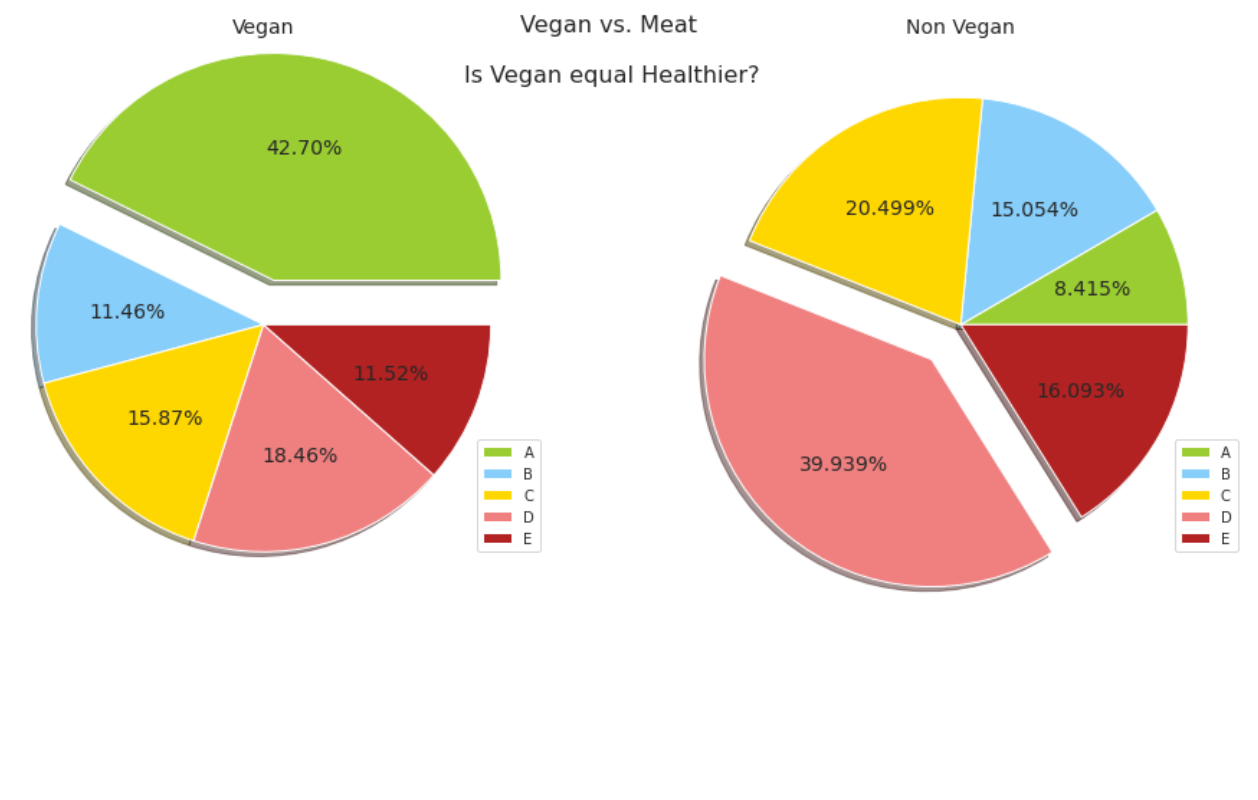 Vegan vs. Meat
Is Vegan equal Healthier?
Vegan
42.70%
11.46%
11.52%
15.87%
18.46%
A
B
C
D
E
Non Vegan
20.499%
15.054%
8.415%
16.093%
39.939%
A
B
C
D
E